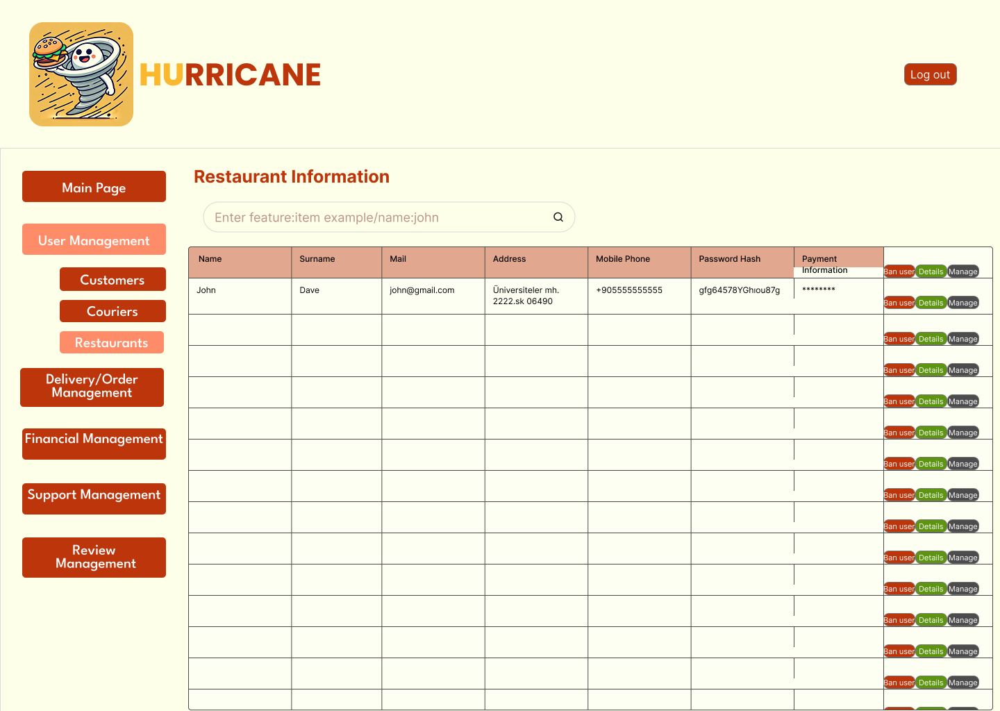 HURRICANE
Log out
Main Page
User Management
Customers
Couriers
Restaurants
Delivery/Order
Management
Financial Management
Support Management
Review
Management
Restaurant Information
Enter feature:item example/name:john
Name Surname Mail Address Mobile Phone Password Hash Payment
Information
Ban user Details Manage
John Dave john@gmail.com Üniversiteler mh. +905555555555 gfg64578YGhıou87g ********
2222.sk 06490
Ban user Details Manage
Ban user Details Manage
Ban user Details Manage
Ban user Details Manage
Ban user Details Manage
Ban user Details Manage
Ban user Details Manage
Ban user Details Manage
Ban user Details Manage
Ban user Details Manage
Ban user Details Manage
Ban user Details Manage
Ban user Details Manage